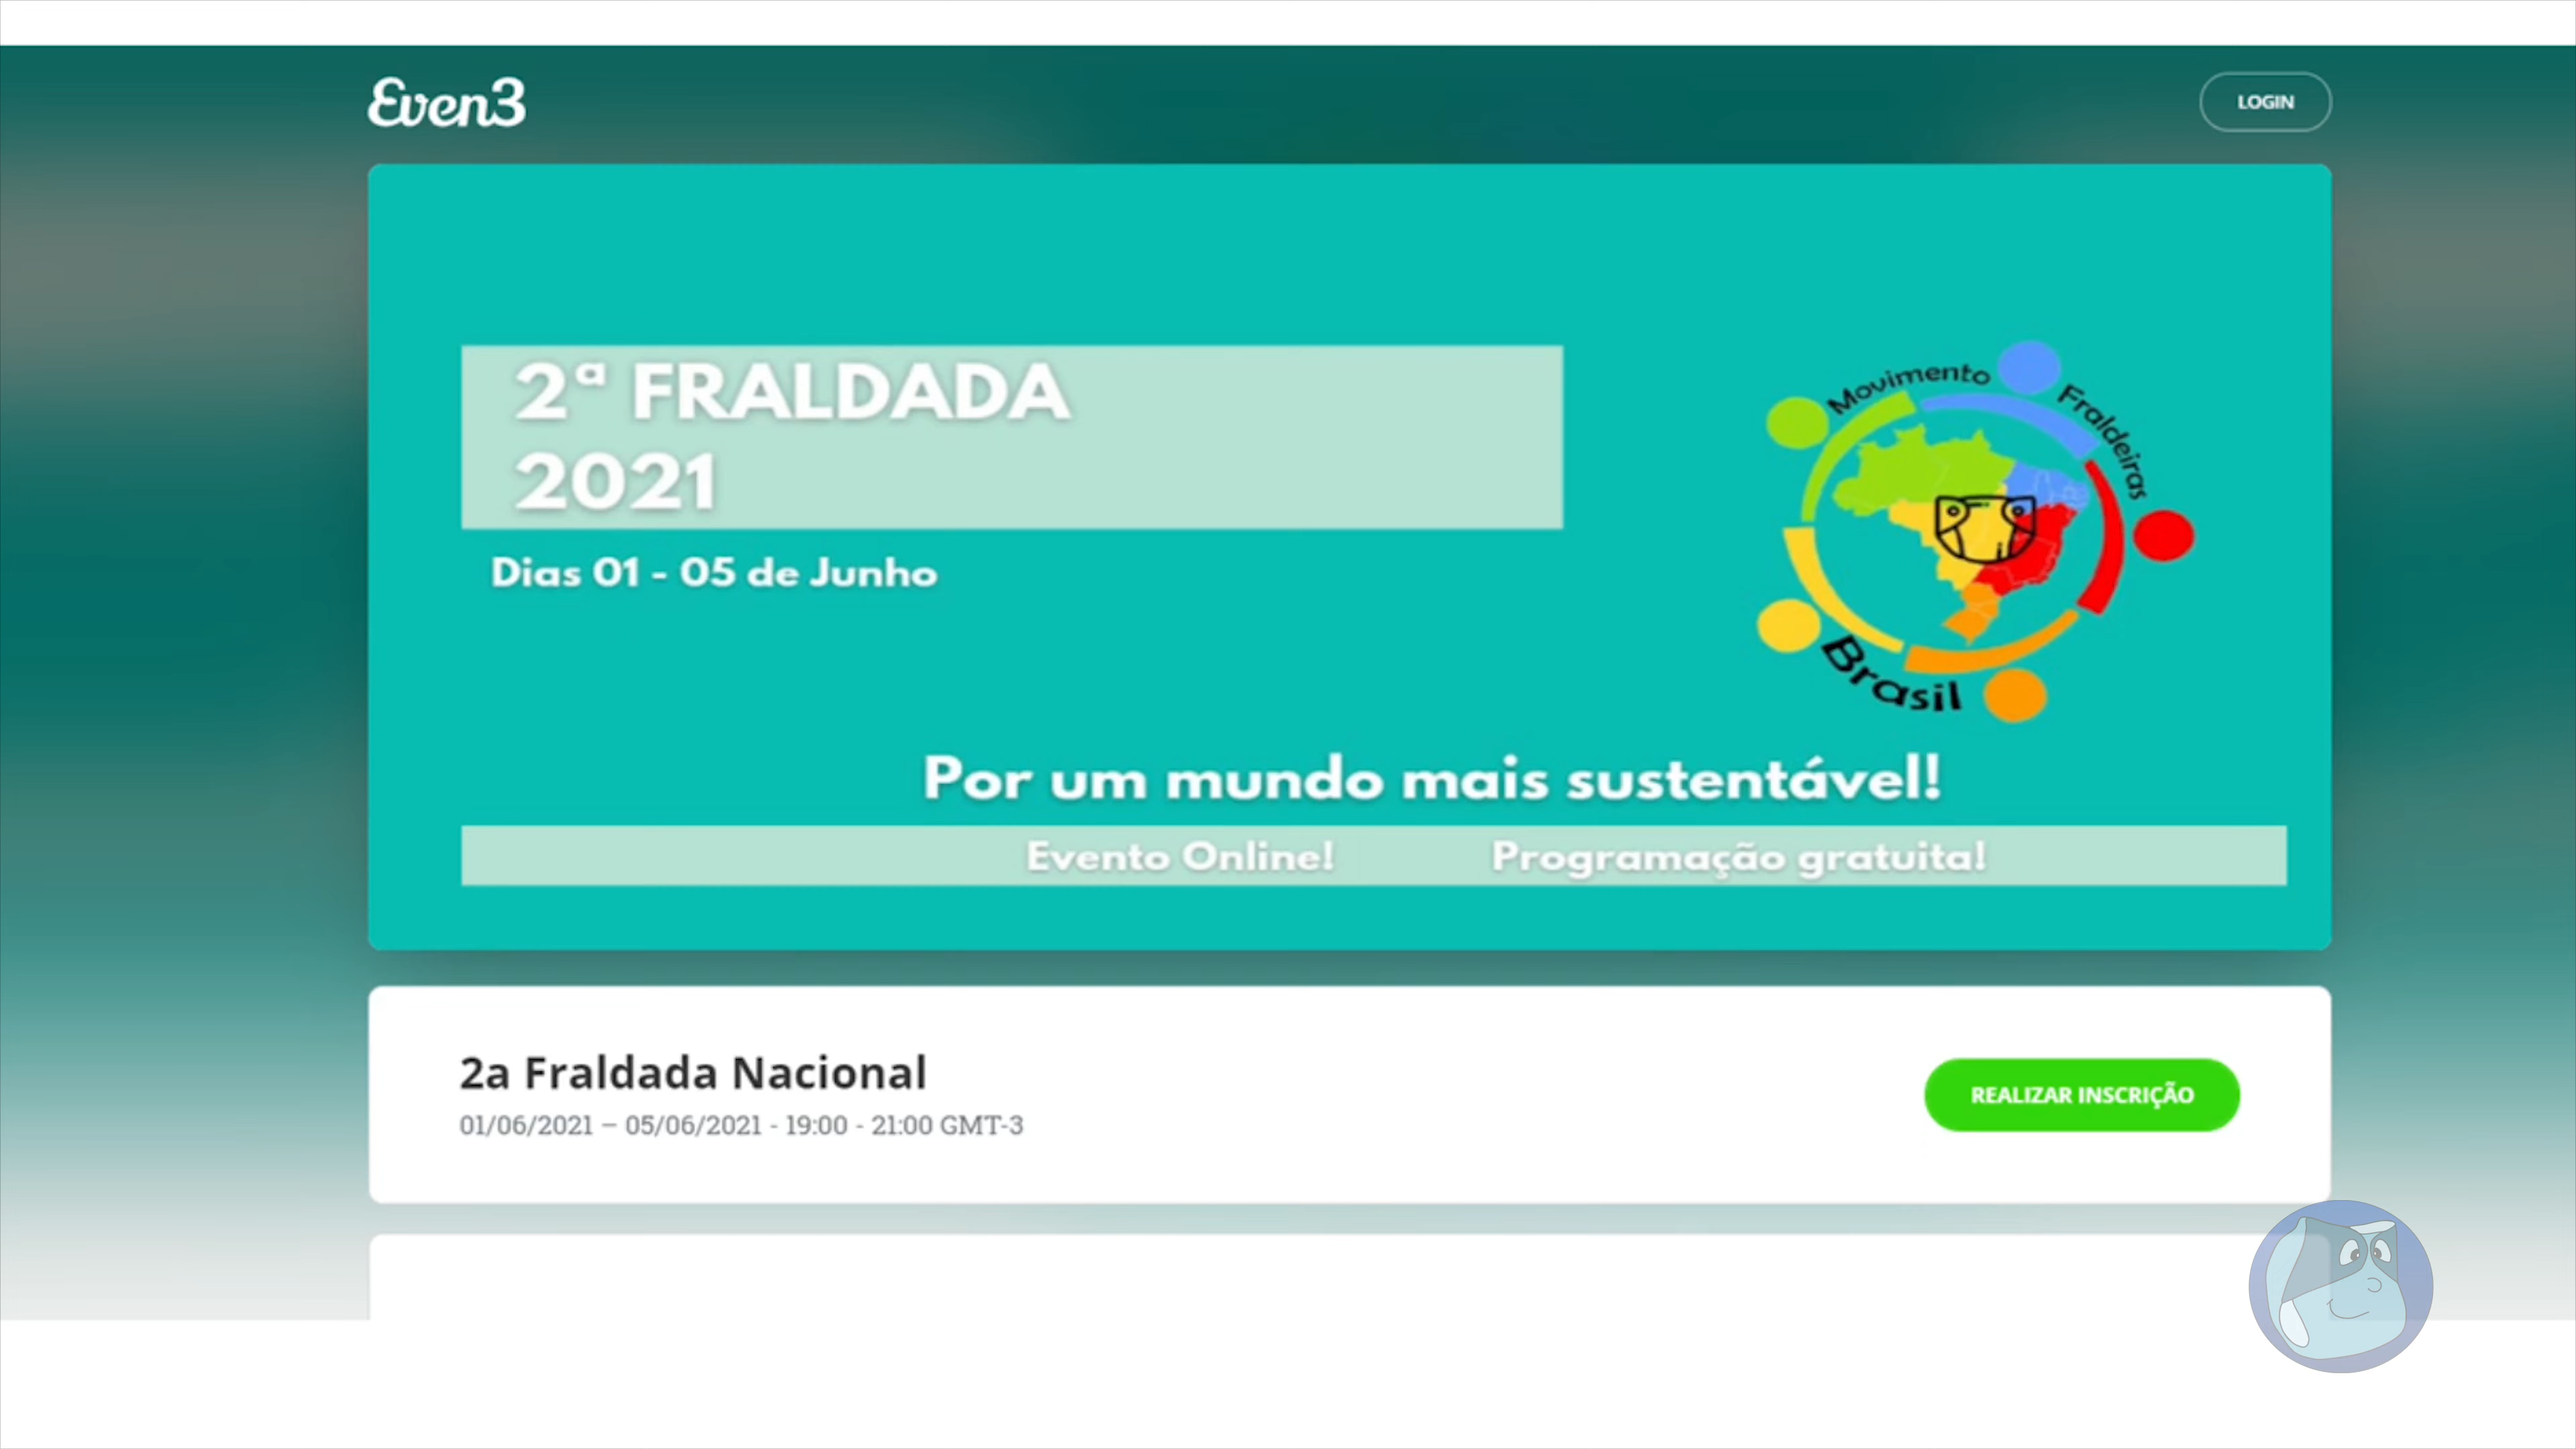 Even3
LOGIN
2ª FRALDADA
2021
Dias 01 - 05 de Junho
Movimento Fraldeiras
Brasil
Por um mundo mais sustentável!
Evento Online! Programação gratuita!
2a Fraldada Nacional
01/06/2021 – 05/06/2021 - 19:00 - 21:00 GMT-3
REALIZAR INSCRIÇÃO